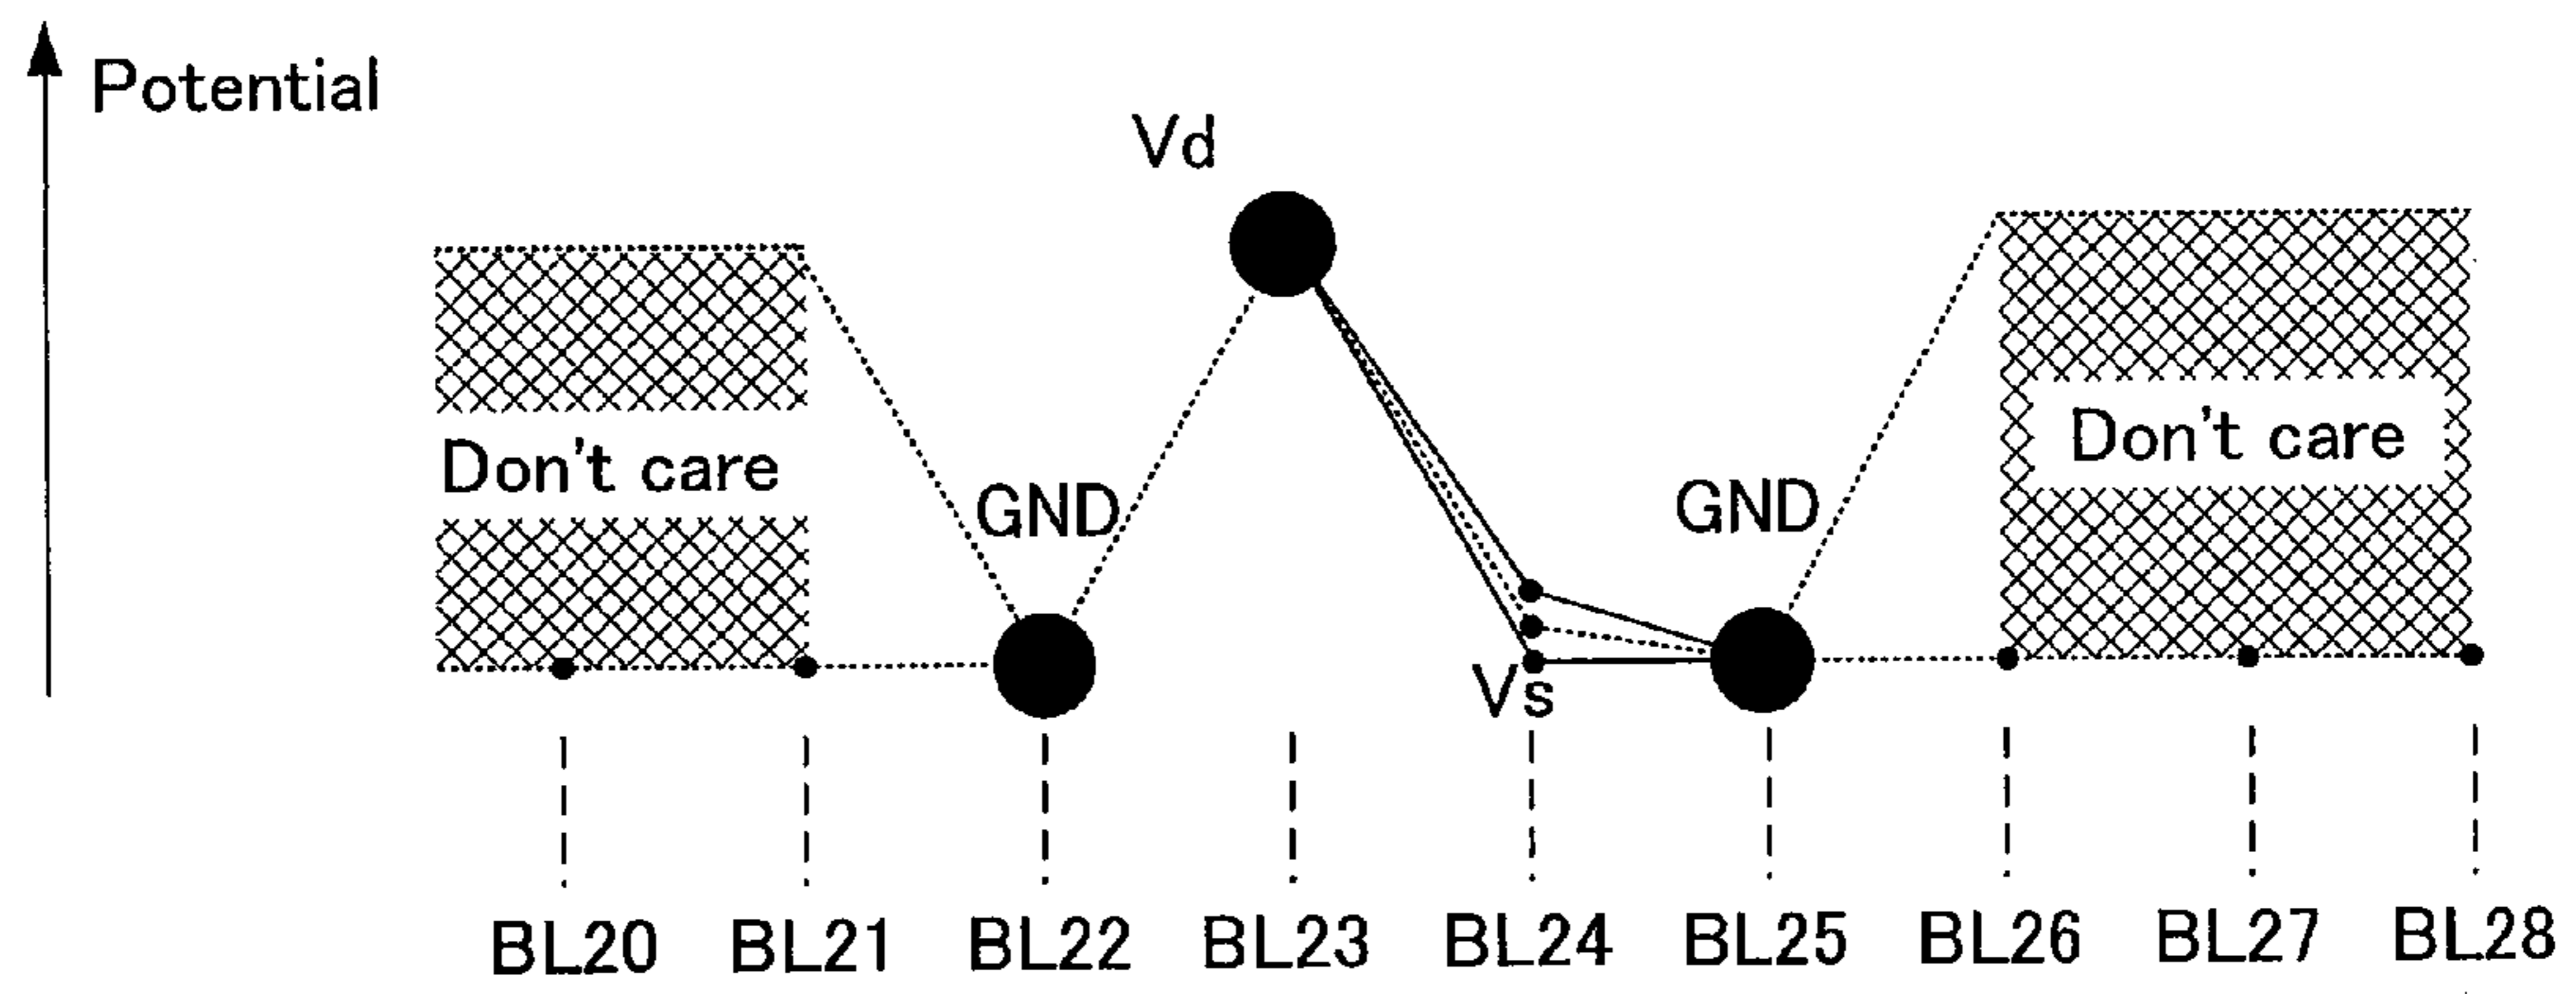 Potential
Vd
Don't care
GND
GND
Don't care
Vs
BL20 BL21 BL22 BL23 BL24 BL25 BL26 BL27 BL28